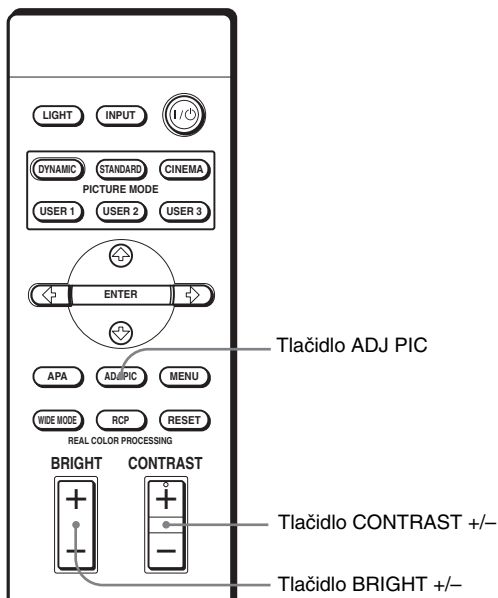 LIGHT INPUT I/⏻
DYNAMIC STANDARD CINEMA
PICTURE MODE
USER 1 USER 2 USER 3
ENTER
Tlačidlo ADJ PIC
APA ADJ PIC MENU
WIDE MODE RCP RESET
REAL COLOR PROCESSING
BRIGHT CONTRAST
+ +
Tlačidlo CONTRAST +/–
– –
Tlačidlo BRIGHT +/–